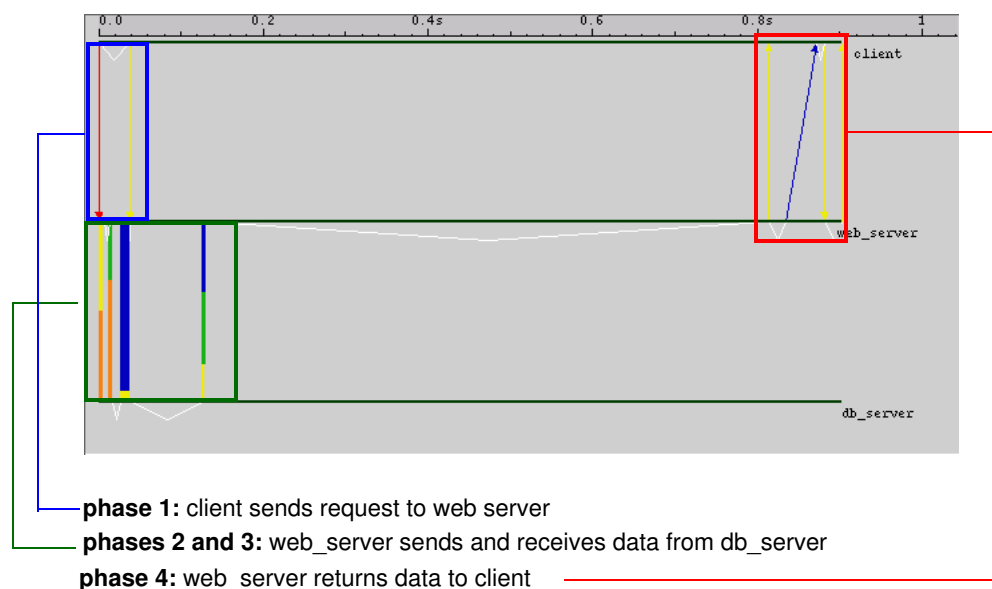 0.0 0.2 0.4s 0.6 0.8s 1
client
web_server
db_server
phase 1: client sends request to web server
phases 2 and 3: web_server sends and receives data from db_server
phase 4: web_server returns data to client